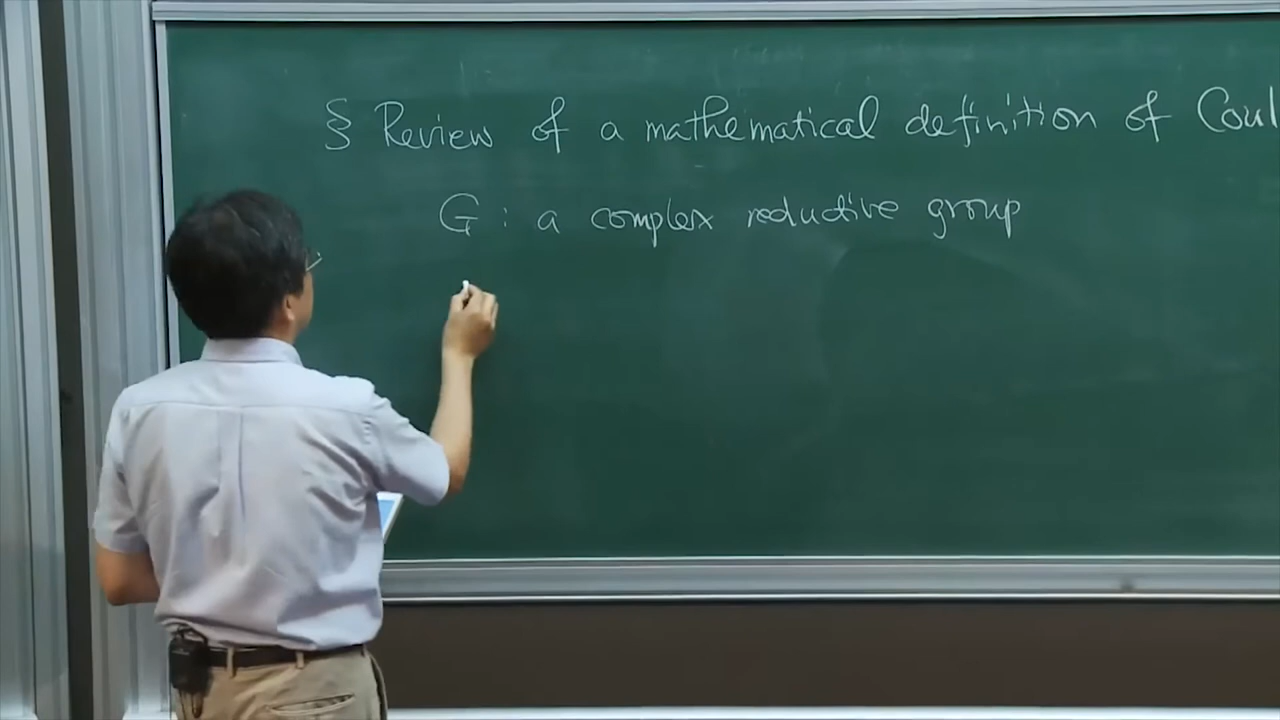 § Review of a mathematical definition of Coul
G : a complex reductive group